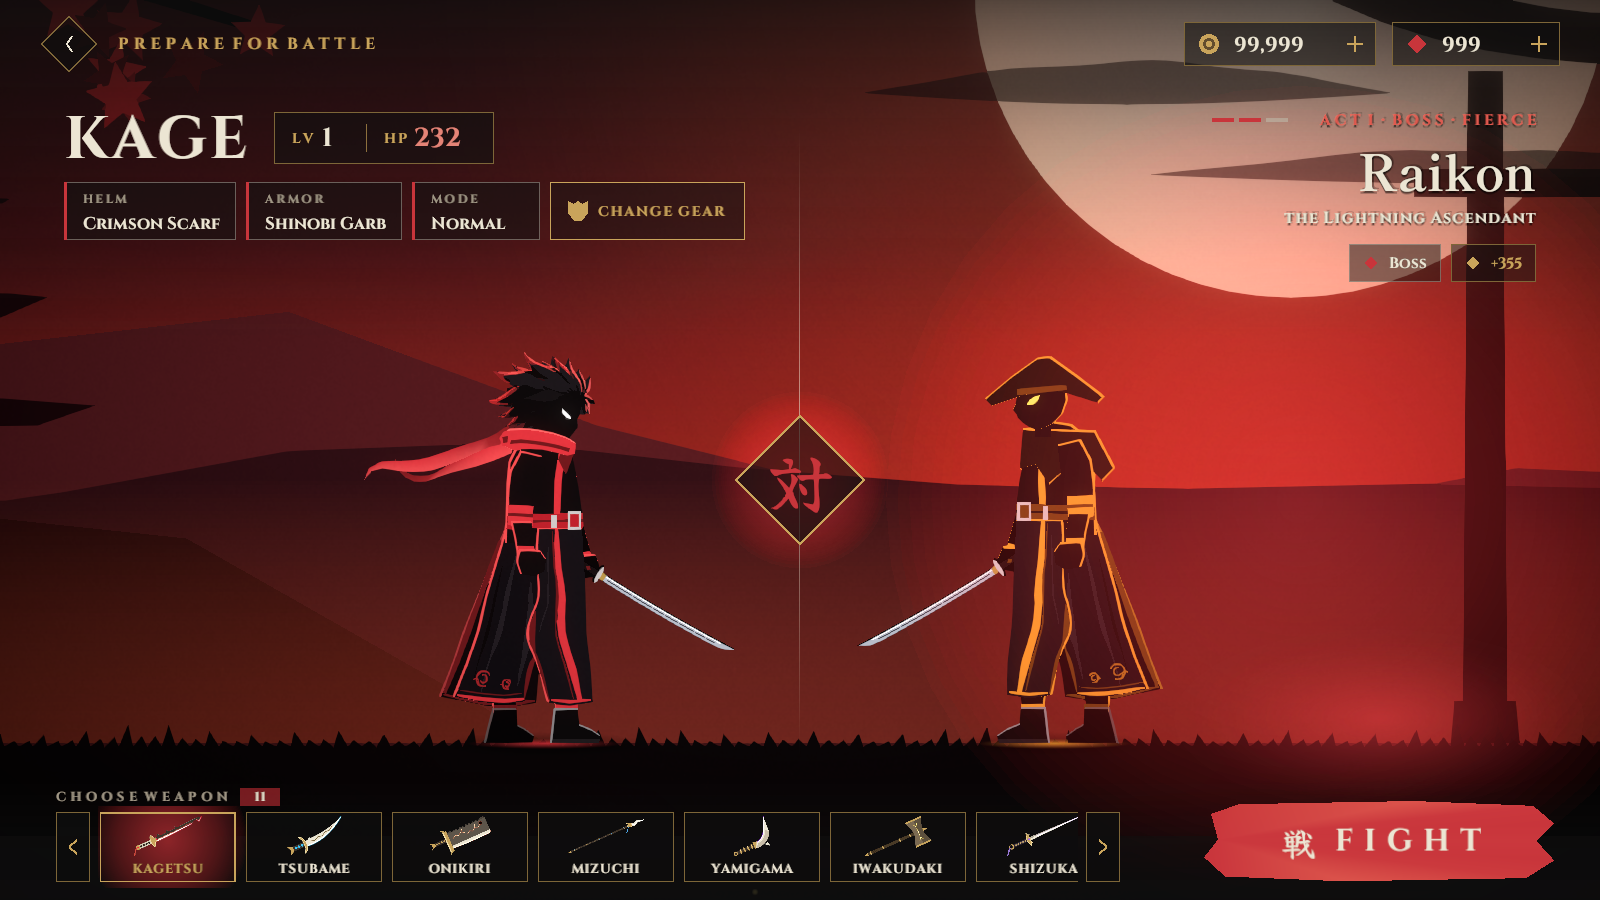 PREPARE FOR BATTLE
99,999
999
KAGE
LV 1
HP 232
ACT I · BOSS · FIERCE
Raikon
THE LIGHTNING ASCENDANT
Boss
+355
HELM
CRIMSON SCARF
ARMOR
SHINOBI GARB
MODE
NORMAL
CHANGE GEAR
対
CHOOSE WEAPON
11
KAGETSU
TSUBAME
ONIKIRI
MIZUCHI
YAMIGAMA
IWAKUDAKI
SHIZUKA
戦 FIGHT